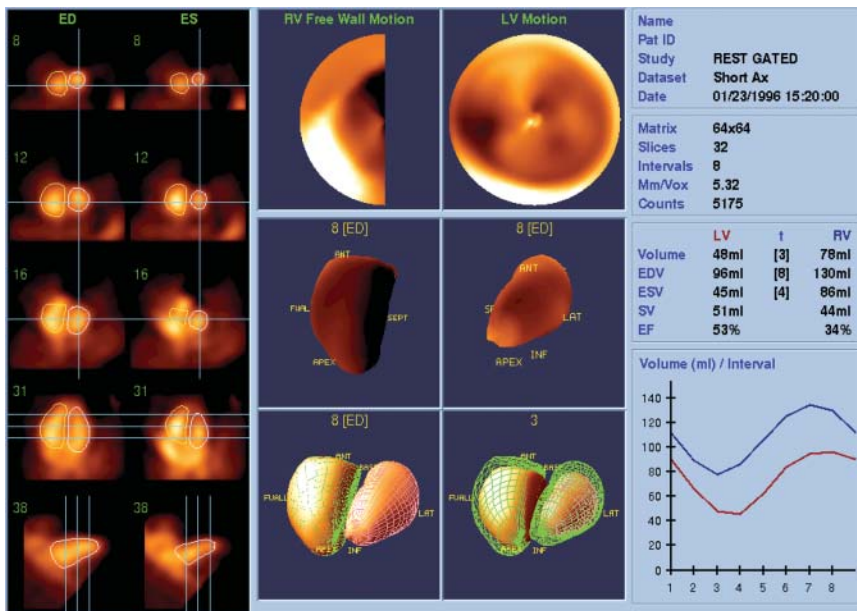 ED ES
8 8
12 12
16 16
31 31
38 38
RV Free Wall Motion
LV Motion
8 [ED]
ANT
FWALL
SEPT
APEX
8 [ED]
ANT
LAT
APEX
INF
8 [ED]
ANT
FWALL
LAT
APEX
INF
3
ANT
FWALL
LAT
APEX
INF
Name
Pat ID
Study REST GATED
Dataset Short Ax
Date 01/23/1996 15:20:00
Matrix 64x64
Slices 32
Intervals 8
Mm/Vox 5.32
Counts 5175
LV t RV
Volume 48ml [3] 78ml
EDV 96ml [8] 130ml
ESV 45ml [4] 86ml
SV 51ml 44ml
EF 53% 34%
Volume (ml) / Interval
140
120
100
80
60
40
20
0
1 2 3 4 5 6 7 8